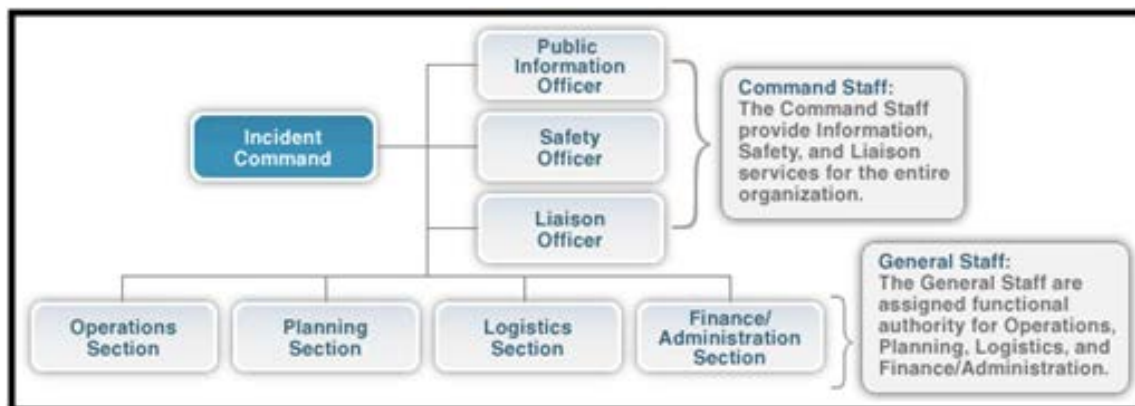 Public
Information
Officer
Incident
Command
Safety
Officer
Liaison
Officer
Command Staff:
The Command Staff
provide Information,
Safety, and Liaison
services for the entire
organization.
Operations
Section
Planning
Section
Logistics
Section
Finance/
Administration
Section
General Staff:
The General Staff are
assigned functional
authority for Operations,
Planning, Logistics, and
Finance/Administration.